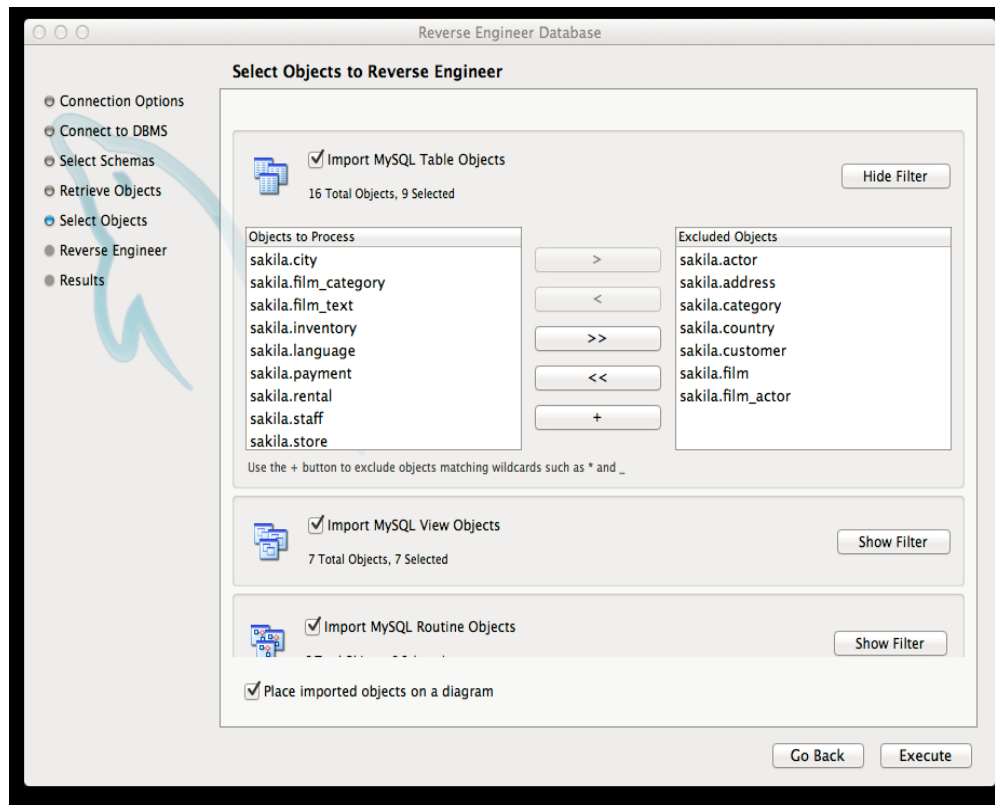 Reverse Engineer Database
Select Objects to Reverse Engineer
Connection Options
Connect to DBMS
Select Schemas
Retrieve Objects
Select Objects
Reverse Engineer
Results
Import MySQL Table Objects
16 Total Objects, 9 Selected
Hide Filter
Objects to Process
sakila.city
sakila.film_category
sakila.film_text
sakila.inventory
sakila.language
sakila.payment
sakila.rental
sakila.staff
sakila.store
>
<
>>
<<
+
Excluded Objects
sakila.actor
sakila.address
sakila.category
sakila.country
sakila.customer
sakila.film
sakila.film_actor
Use the + button to exclude objects matching wildcards such as * and _
Import MySQL View Objects
7 Total Objects, 7 Selected
Show Filter
Import MySQL Routine Objects
Show Filter
Place imported objects on a diagram
Go Back
Execute